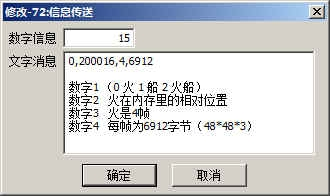 修改-72:信息传送
数字信息 15
文字消息 0,200016,4,6912
数字1（0 火 1 船 2 火船）
数字2 火在内存里的相对位置
数字3 火是4帧
数字4 每帧为6912字节（48*48*3）
确定 取消